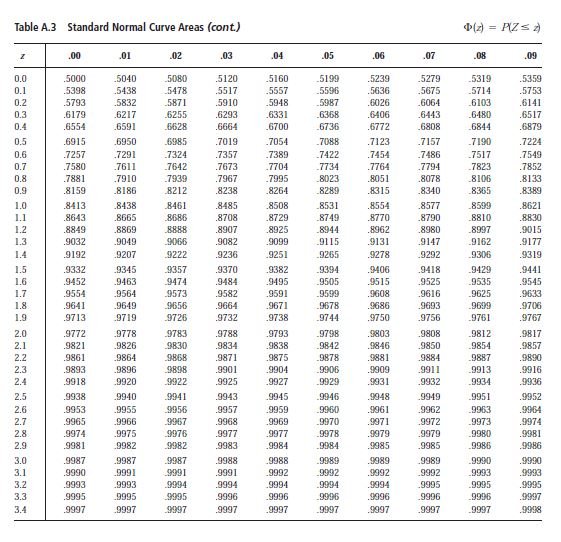 Table A.3 Standard Normal Curve Areas (cont.) Φ(z) = P(Z ≤ z)
z .00 .01 .02 .03 .04 .05 .06 .07 .08 .09
0.0 .5000 .5040 .5080 .5120 .5160 .5199 .5239 .5279 .5319 .5359
0.1 .5398 .5438 .5478 .5517 .5557 .5596 .5636 .5675 .5714 .5753
0.2 .5793 .5832 .5871 .5910 .5948 .5987 .6026 .6064 .6103 .6141
0.3 .6179 .6217 .6255 .6293 .6331 .6368 .6406 .6443 .6480 .6517
0.4 .6554 .6591 .6628 .6664 .6700 .6736 .6772 .6808 .6844 .6879
0.5 .6915 .6950 .6985 .7019 .7054 .7088 .7123 .7157 .7190 .7224
0.6 .7257 .7291 .7324 .7357 .7389 .7422 .7454 .7486 .7517 .7549
0.7 .7580 .7611 .7642 .7673 .7704 .7734 .7764 .7794 .7823 .7852
0.8 .7881 .7910 .7939 .7967 .7995 .8023 .8051 .8078 .8106 .8133
0.9 .8159 .8186 .8212 .8238 .8264 .8289 .8315 .8340 .8365 .8389
1.0 .8413 .8438 .8461 .8485 .8508 .8531 .8554 .8577 .8599 .8621
1.1 .8643 .8665 .8686 .8708 .8729 .8749 .8770 .8790 .8810 .8830
1.2 .8849 .8869 .8888 .8907 .8925 .8944 .8962 .8980 .8997 .9015
1.3 .9032 .9049 .9066 .9082 .9099 .9115 .9131 .9147 .9162 .9177
1.4 .9192 .9207 .9222 .9236 .9251 .9265 .9278 .9292 .9306 .9319
1.5 .9332 .9345 .9357 .9370 .9382 .9394 .9406 .9418 .9429 .9441
1.6 .9452 .9463 .9474 .9484 .9495 .9505 .9515 .9525 .9535 .9545
1.7 .9554 .9564 .9573 .9582 .9591 .9599 .9608 .9616 .9625 .9633
1.8 .9641 .9649 .9656 .9664 .9671 .9678 .9686 .9693 .9699 .9706
1.9 .9713 .9719 .9726 .9732 .9738 .9744 .9750 .9756 .9761 .9767
2.0 .9772 .9778 .9783 .9788 .9793 .9798 .9803 .9808 .9812 .9817
2.1 .9821 .9826 .9830 .9834 .9838 .9842 .9846 .9850 .9854 .9857
2.2 .9861 .9864 .9868 .9871 .9875 .9878 .9881 .9884 .9887 .9890
2.3 .9893 .9896 .9898 .9901 .9904 .9906 .9909 .9911 .9913 .9916
2.4 .9918 .9920 .9922 .9925 .9927 .9929 .9931 .9932 .9934 .9936
2.5 .9938 .9940 .9941 .9943 .9945 .9946 .9948 .9949 .9951 .9952
2.6 .9953 .9955 .9956 .9957 .9959 .9960 .9961 .9962 .9963 .9964
2.7 .9965 .9966 .9967 .9968 .9969 .9970 .9971 .9972 .9973 .9974
2.8 .9974 .9975 .9976 .9977 .9977 .9978 .9979 .9979 .9980 .9981
2.9 .9981 .9982 .9982 .9983 .9984 .9984 .9985 .9985 .9986 .9986
3.0 .9987 .9987 .9987 .9988 .9988 .9989 .9989 .9989 .9990 .9990
3.1 .9990 .9991 .9991 .9991 .9992 .9992 .9992 .9992 .9993 .9993
3.2 .9993 .9993 .9994 .9994 .9994 .9994 .9994 .9995 .9995 .9995
3.3 .9995 .9995 .9995 .9996 .9996 .9996 .9996 .9996 .9996 .9997
3.4 .9997 .9997 .9997 .9997 .9997 .9997 .9997 .9997 .9997 .9998